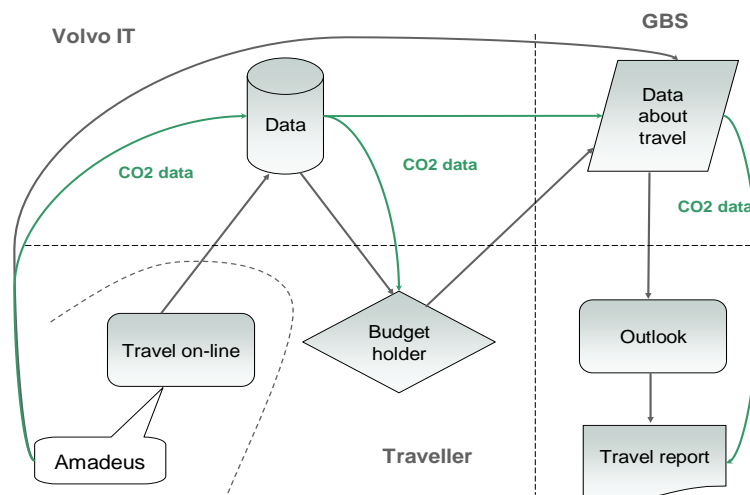 Volvo IT
GBS
Data
Data
about
travel
CO2 data
CO2 data
CO2 data
Travel on-line
Budget
holder
Outlook
Amadeus
Traveller
Travel report